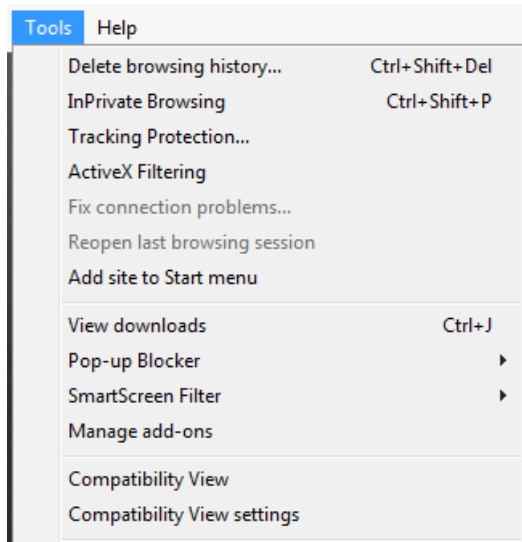 Tools Help
Delete browsing history... Ctrl+Shift+Del
InPrivate Browsing Ctrl+Shift+P
Tracking Protection...
ActiveX Filtering
Fix connection problems...
Reopen last browsing session
Add site to Start menu
View downloads Ctrl+J
Pop-up Blocker
SmartScreen Filter
Manage add-ons
Compatibility View
Compatibility View settings